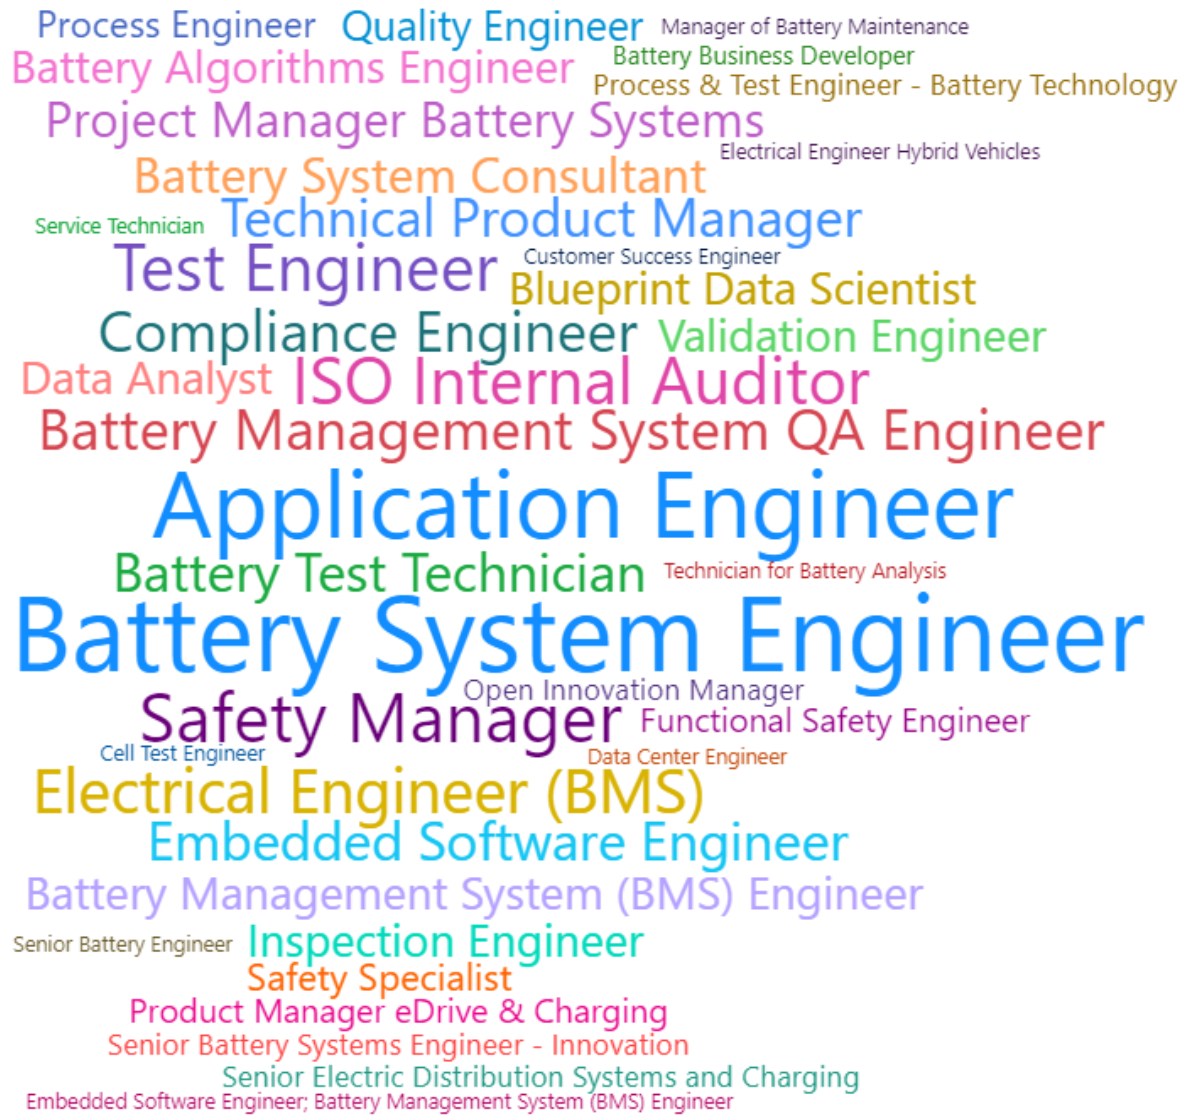 Process Engineer
Quality Engineer
Manager of Battery Maintenance
Battery Algorithms Engineer
Battery Business Developer
Process & Test Engineer - Battery Technology
Project Manager Battery Systems
Electrical Engineer Hybrid Vehicles
Battery System Consultant
Service Technician
Technical Product Manager
Test Engineer
Customer Success Engineer
Blueprint Data Scientist
Compliance Engineer
Validation Engineer
Data Analyst
ISO Internal Auditor
Battery Management System QA Engineer
Application Engineer
Battery Test Technician
Technician for Battery Analysis
Battery System Engineer
Open Innovation Manager
Safety Manager
Functional Safety Engineer
Cell Test Engineer
Data Center Engineer
Electrical Engineer (BMS)
Embedded Software Engineer
Battery Management System (BMS) Engineer
Senior Battery Engineer
Inspection Engineer
Safety Specialist
Product Manager eDrive & Charging
Senior Battery Systems Engineer - Innovation
Senior Electric Distribution Systems and Charging
Embedded Software Engineer; Battery Management System (BMS) Engineer